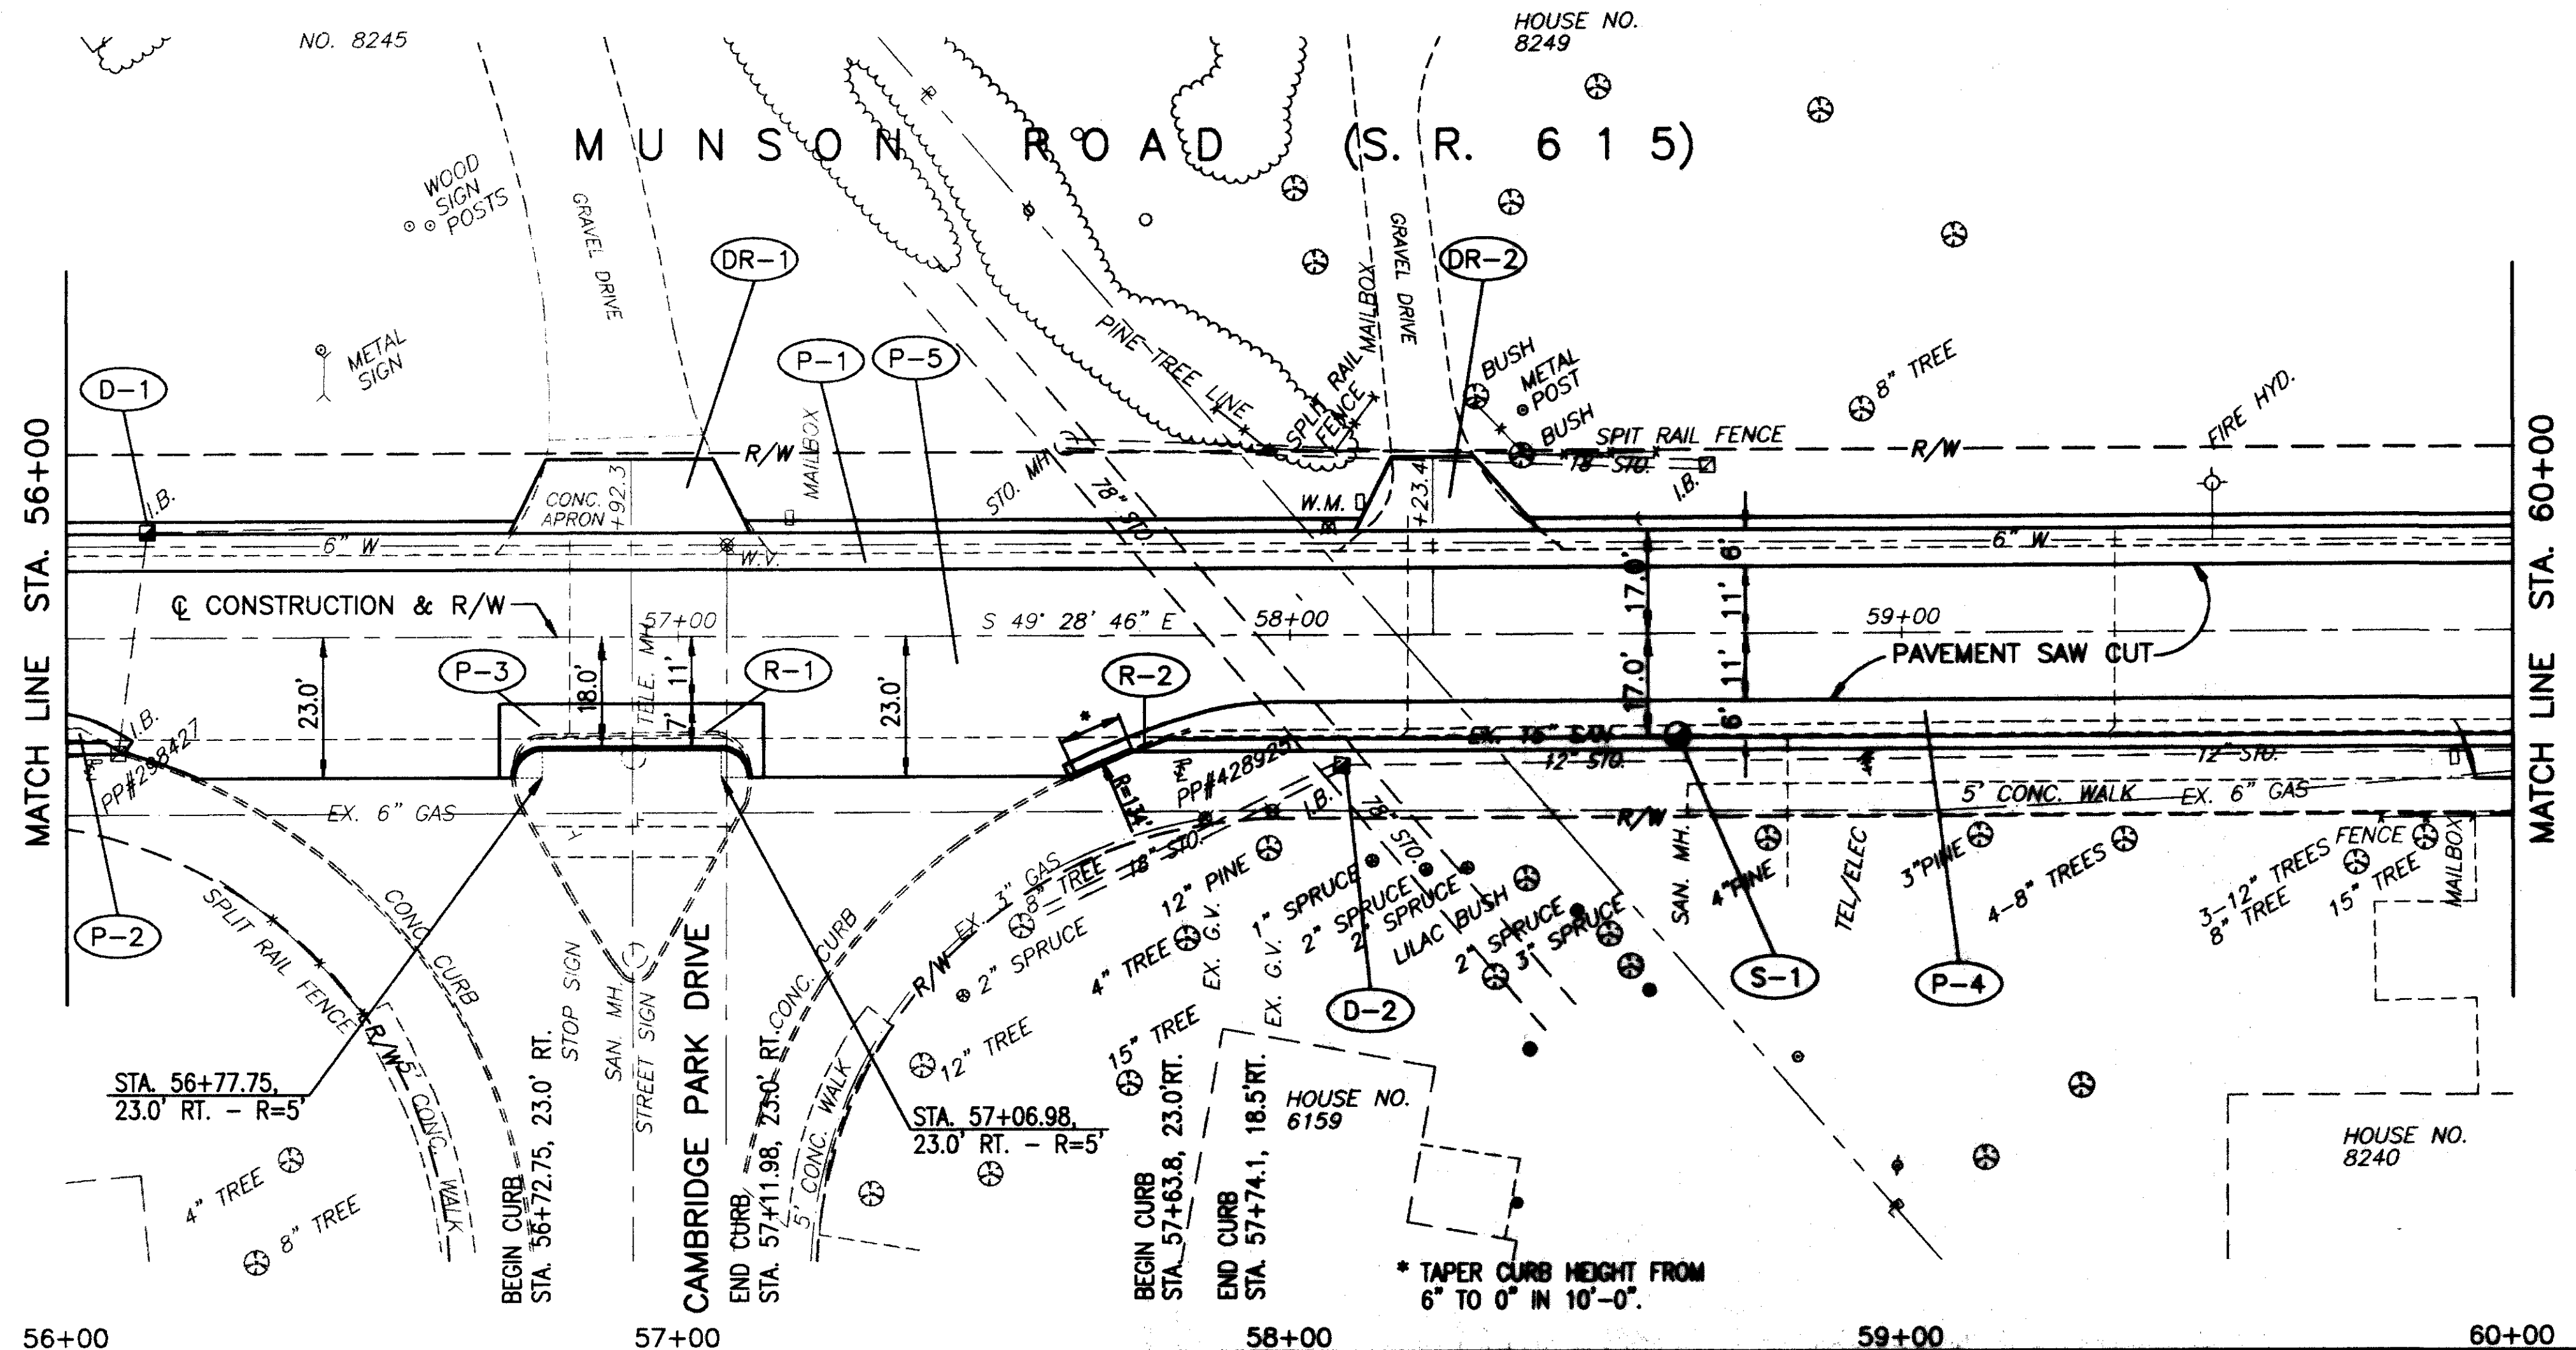 NO. 8245
HOUSE NO.
8249
MUNSON ROAD (S. R. 615)
WOOD
SIGN
POSTS
GRAVEL DRIVE
DR-1
GRAVEL DRIVE
DR-2
MAILBOX
METAL
SIGN
P-1
P-5
PINE TREE LINE
SPLIT RAIL
FENCE
BUSH
METAL
POST
BUSH
8" TREE
FIRE HYD.
D-1
R/W
MAILBOX
STO. MH
78" STO.
SPIT RAIL FENCE
18" STO.
I.B.
R/W
I.B.
CONC.
APRON
+92.3
W.M.
+23.4
6" W
W.V.
6" W
MATCH LINE STA. 56+00
MATCH LINE STA. 60+00
℄ CONSTRUCTION & R/W
57+00
S 49° 28' 46" E
58+00
59+00
17.0'
11'
6'
PAVEMENT SAW CUT
23.0'
P-3
18.0'
TELE. MH
11'
7'
R-1
23.0'
R-2
17.0'
11'
6'
*
I.B.
PP#298427
EX. 6" GAS
R=134'
PP#428925
EX. 15" SAN.
12" STO.
12" STO.
I.B.
78" STO.
R/W
5' CONC. WALK
EX. 6" GAS
P-2
SPLIT RAIL FENCE
CONC. CURB
R/W
5' CONC. WALK
STOP SIGN
SAN. MH.
STREET SIGN
CAMBRIDGE PARK DRIVE
CONC. CURB
R/W
EX. 3" GAS
8" TREE
18" STO.
2" SPRUCE
12" TREE
12" PINE
4" TREE
15" TREE
EX. G.V.
EX. G.V.
1" SPRUCE
2" SPRUCE
2" SPRUCE
LILAC BUSH
2" SPRUCE
3" SPRUCE
SAN. MH.
4" PINE
TEL/ELEC
3" PINE
4-8" TREES
3-12" TREES
8" TREE
FENCE
15" TREE
MAILBOX
D-2
S-1
P-4
STA. 56+77.75,
23.0' RT. - R=5'
STA. 57+06.98,
23.0' RT. - R=5'
5' CONC. WALK
4" TREE
8" TREE
BEGIN CURB
STA. 56+72.75, 23.0' RT.
END CURB
STA. 57+11.98, 23.0' RT.
BEGIN CURB
STA. 57+63.8, 23.0'RT.
END CURB
STA. 57+74.1, 18.5'RT.
HOUSE NO.
6159
HOUSE NO.
8240
* TAPER CURB HEIGHT FROM
6" TO 0" IN 10'-0".
56+00
57+00
58+00
59+00
60+00